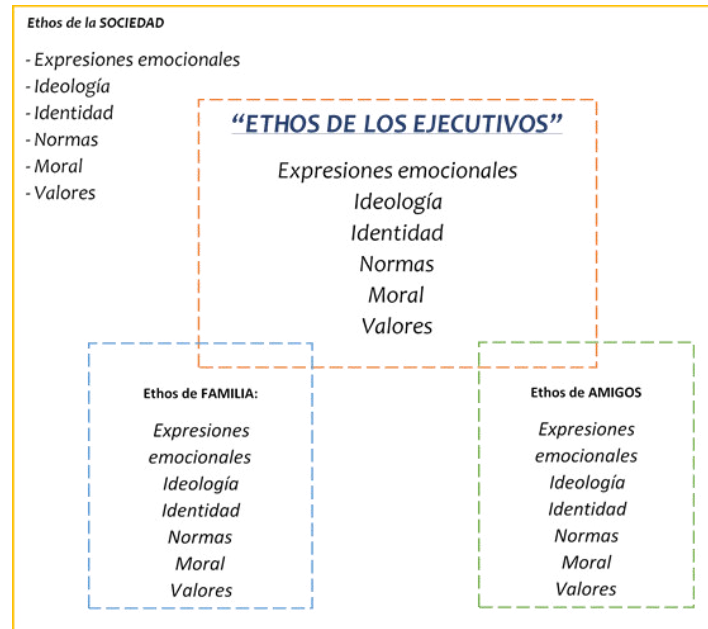 Ethos de la SOCIEDAD
- Expresiones emocionales
- Ideología
- Identidad
- Normas
- Moral
- Valores
“ETHOS DE LOS EJECUTIVOS”
Expresiones emocionales
Ideología
Identidad
Normas
Moral
Valores
Ethos de FAMILIA:
Expresiones
emocionales
Ideología
Identidad
Normas
Moral
Valores
Ethos de AMIGOS
Expresiones
emocionales
Ideología
Identidad
Normas
Moral
Valores